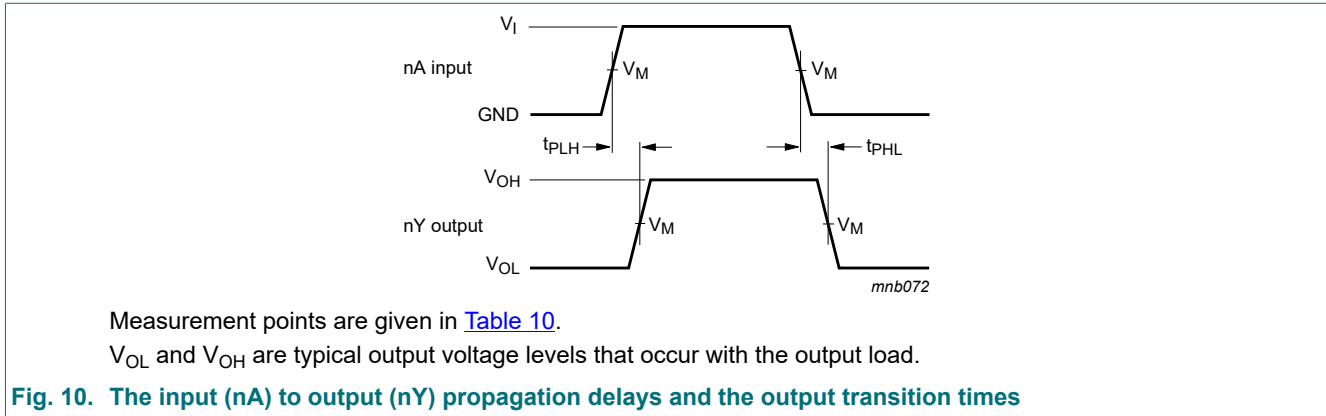 VI
nA input
VM
VM
GND
tPLH
tPHL
VOH
nY output
VM
VM
VOL
mnb072
Measurement points are given in Table 10.
VOL and VOH are typical output voltage levels that occur with the output load.
Fig. 10. The input (nA) to output (nY) propagation delays and the output transition times